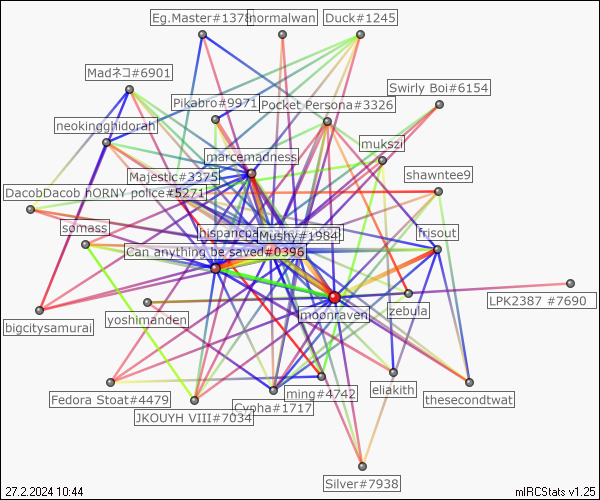 Eg.Master#1378
normalwan
Duck#1245
Madネコ#6901
Swirly Boi#6154
Pikabro#9971
Pocket Persona#3326
neokingghidorah
mukszi
marcemadness
Majestic#3375
shawntee9
DacobDacob
HORNY police#5271
somass
hispanco
frisout
Mushy#1984
Can anything be saved#0396
zebula
LPK2387 #7690
yoshimanden
moonraven
bigcitysamurai
eliakith
Fedora Stoat#4479
ming#4742
thesecondtwat
JKOUYH VIII#7034
Cypha#1717
Silver#7938
27.2.2024 10:44
mIRCStats v1.25